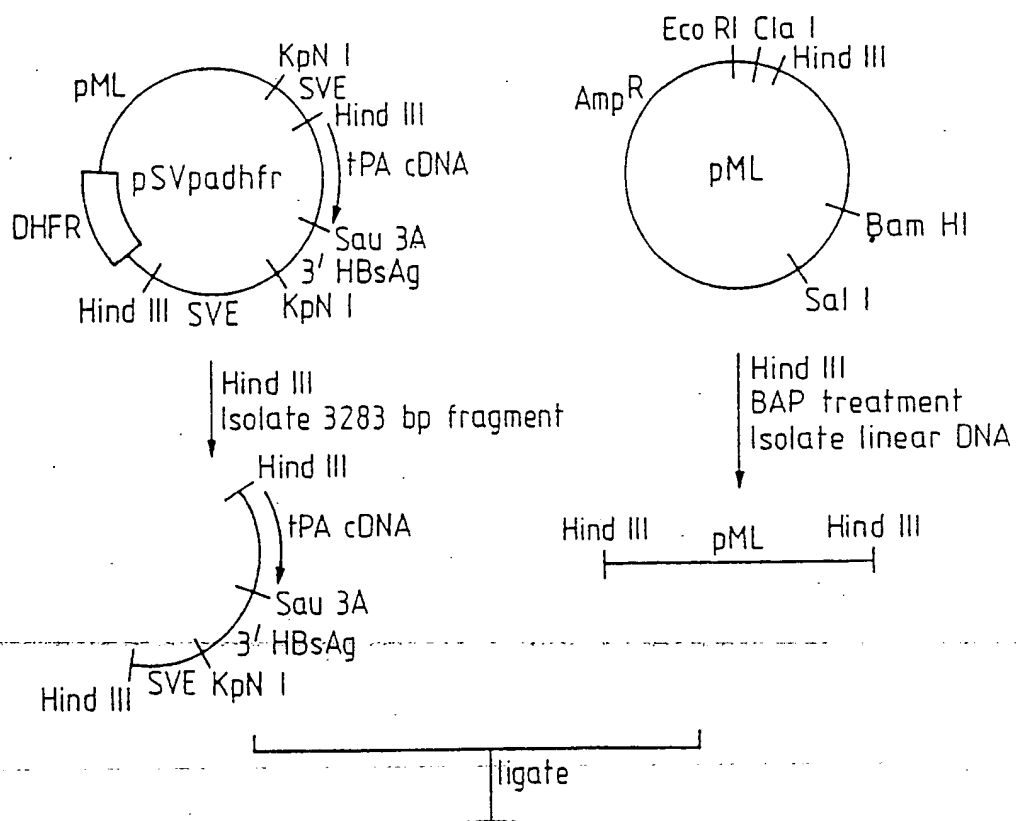 KpN I
SVE
Hind III
pML
tPA cDNA
pSVpadhfr
DHFR
Sau 3A
3' HBsAg
Hind III
SVE
KpN I
Eco RI
Cla I
Hind III
Amp R
pML
Bam HI
Sal I
Hind III
Isolate 3283 bp fragment
Hind III
BAP treatment
Isolate linear DNA
Hind III
tPA cDNA
Sau 3A
3' HBsAg
Hind III
SVE
KpN I
Hind III
pML
Hind III
ligate